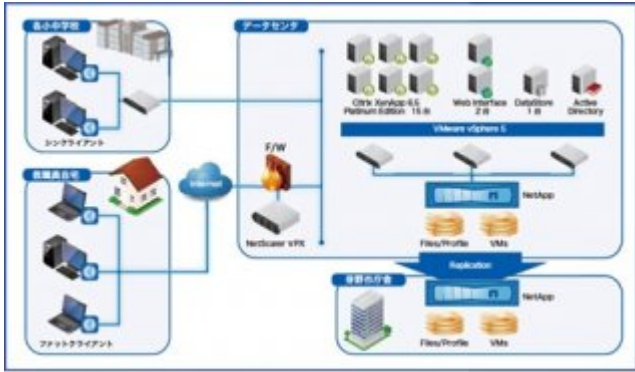 各小中学校
シンクライアント
教職員自宅
ファットクライアント
Internet
データセンタ
F/W
NetScaler VPX
Citrix XenApp 6.5
Platinum Edition 15台
Web Interface
2台
DataStore
1台
Active
Directory
VMware vSphere 5
NetApp
Files/Profile
VMs
Replication
市庁舎
NetApp
Files/Profile
VMs